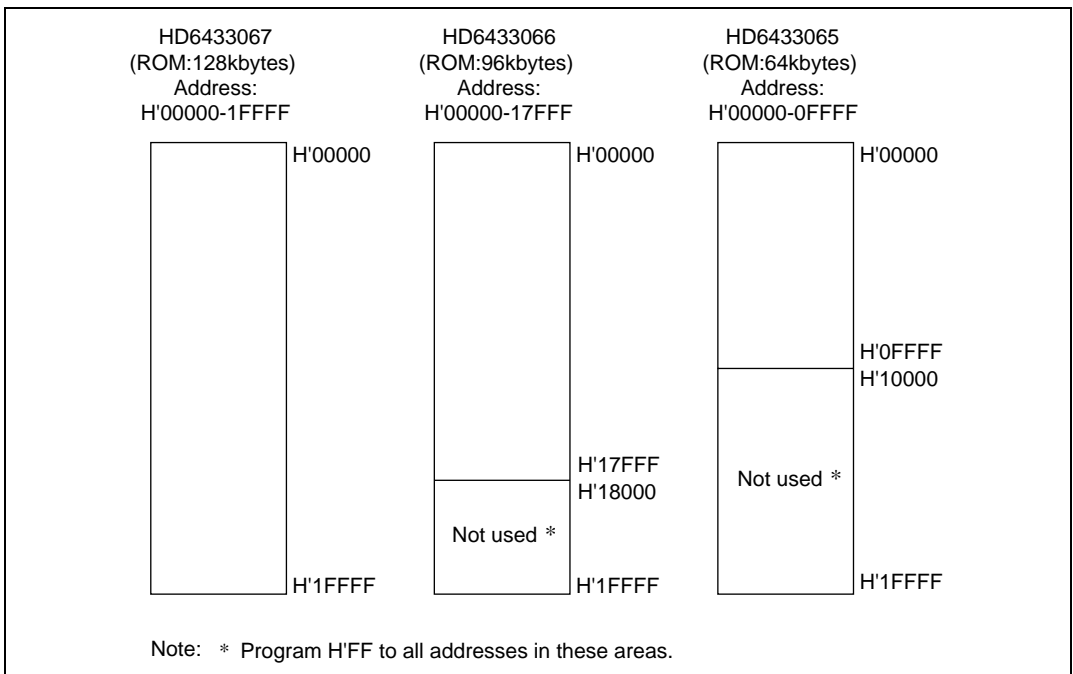 HD6433067
(ROM:128kbytes)
Address:
H'00000-1FFFF
H'00000
H'1FFFF
HD6433066
(ROM:96kbytes)
Address:
H'00000-17FFF
H'00000
H'17FFF
H'18000
Not used *
H'1FFFF
HD6433065
(ROM:64kbytes)
Address:
H'00000-0FFFF
H'00000
H'0FFFF
H'10000
Not used *
H'1FFFF
Note: * Program H'FF to all addresses in these areas.